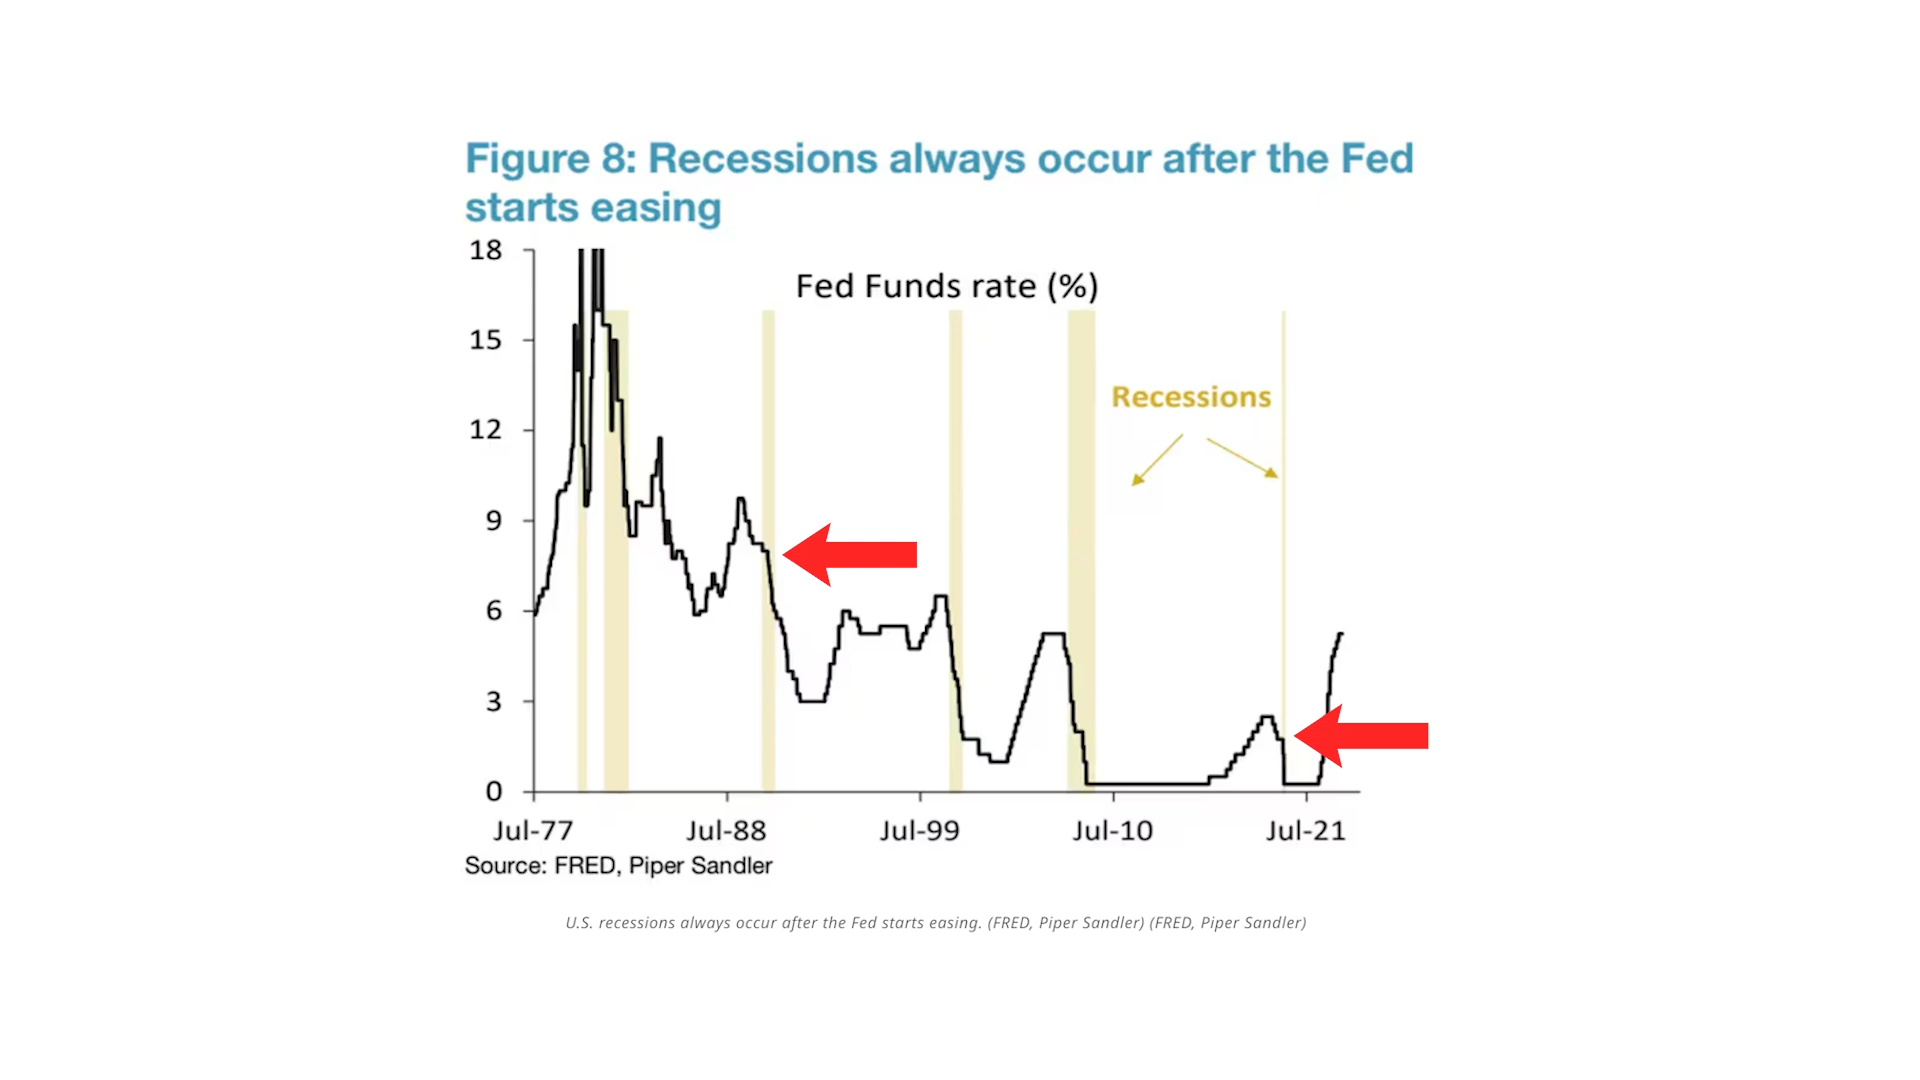 Figure 8: Recessions always occur after the Fed
starts easing
18
Fed Funds rate (%)
15
Recessions
12
9
6
3
0
Jul-77 Jul-88 Jul-99 Jul-10 Jul-21
Source: FRED, Piper Sandler
U.S. recessions always occur after the Fed starts easing. (FRED, Piper Sandler) (FRED, Piper Sandler)